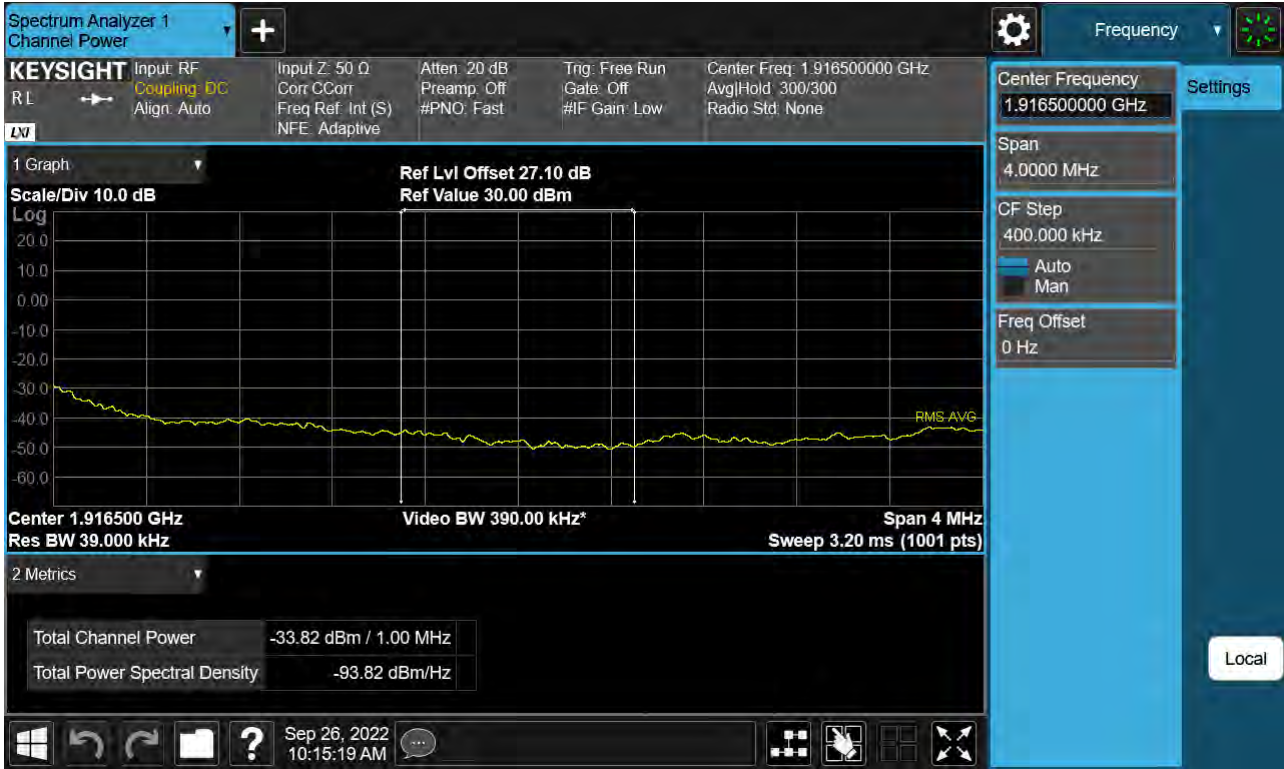 Spectrum Analyzer 1
Channel Power
Frequency
KEYSIGHT
R L
LXI
Input: RF
Coupling: DC
Align: Auto
Input Z: 50 Ω
Corr CCorr
Freq Ref: Int (S)
NFE: Adaptive
Atten: 20 dB
Preamp: Off
#PNO: Fast
Trig: Free Run
Gate: Off
#IF Gain: Low
Center Freq: 1.916500000 GHz
Avg|Hold: 300/300
Radio Std: None
1 Graph
Scale/Div 10.0 dB
Ref Lvl Offset 27.10 dB
Ref Value 30.00 dBm
Log
20.0
10.0
0.00
-10.0
-20.0
-30.0
-40.0
-50.0
-60.0
RMS AVG
Center 1.916500 GHz
Res BW 39.000 kHz
Video BW 390.00 kHz*
Span 4 MHz
Sweep 3.20 ms (1001 pts)
2 Metrics
Total Channel Power -33.82 dBm / 1.00 MHz
Total Power Spectral Density -93.82 dBm/Hz
Center Frequency
1.916500000 GHz
Settings
Span
4.0000 MHz
CF Step
400.000 kHz
Auto
Man
Freq Offset
0 Hz
Local
?
Sep 26, 2022
10:15:19 AM